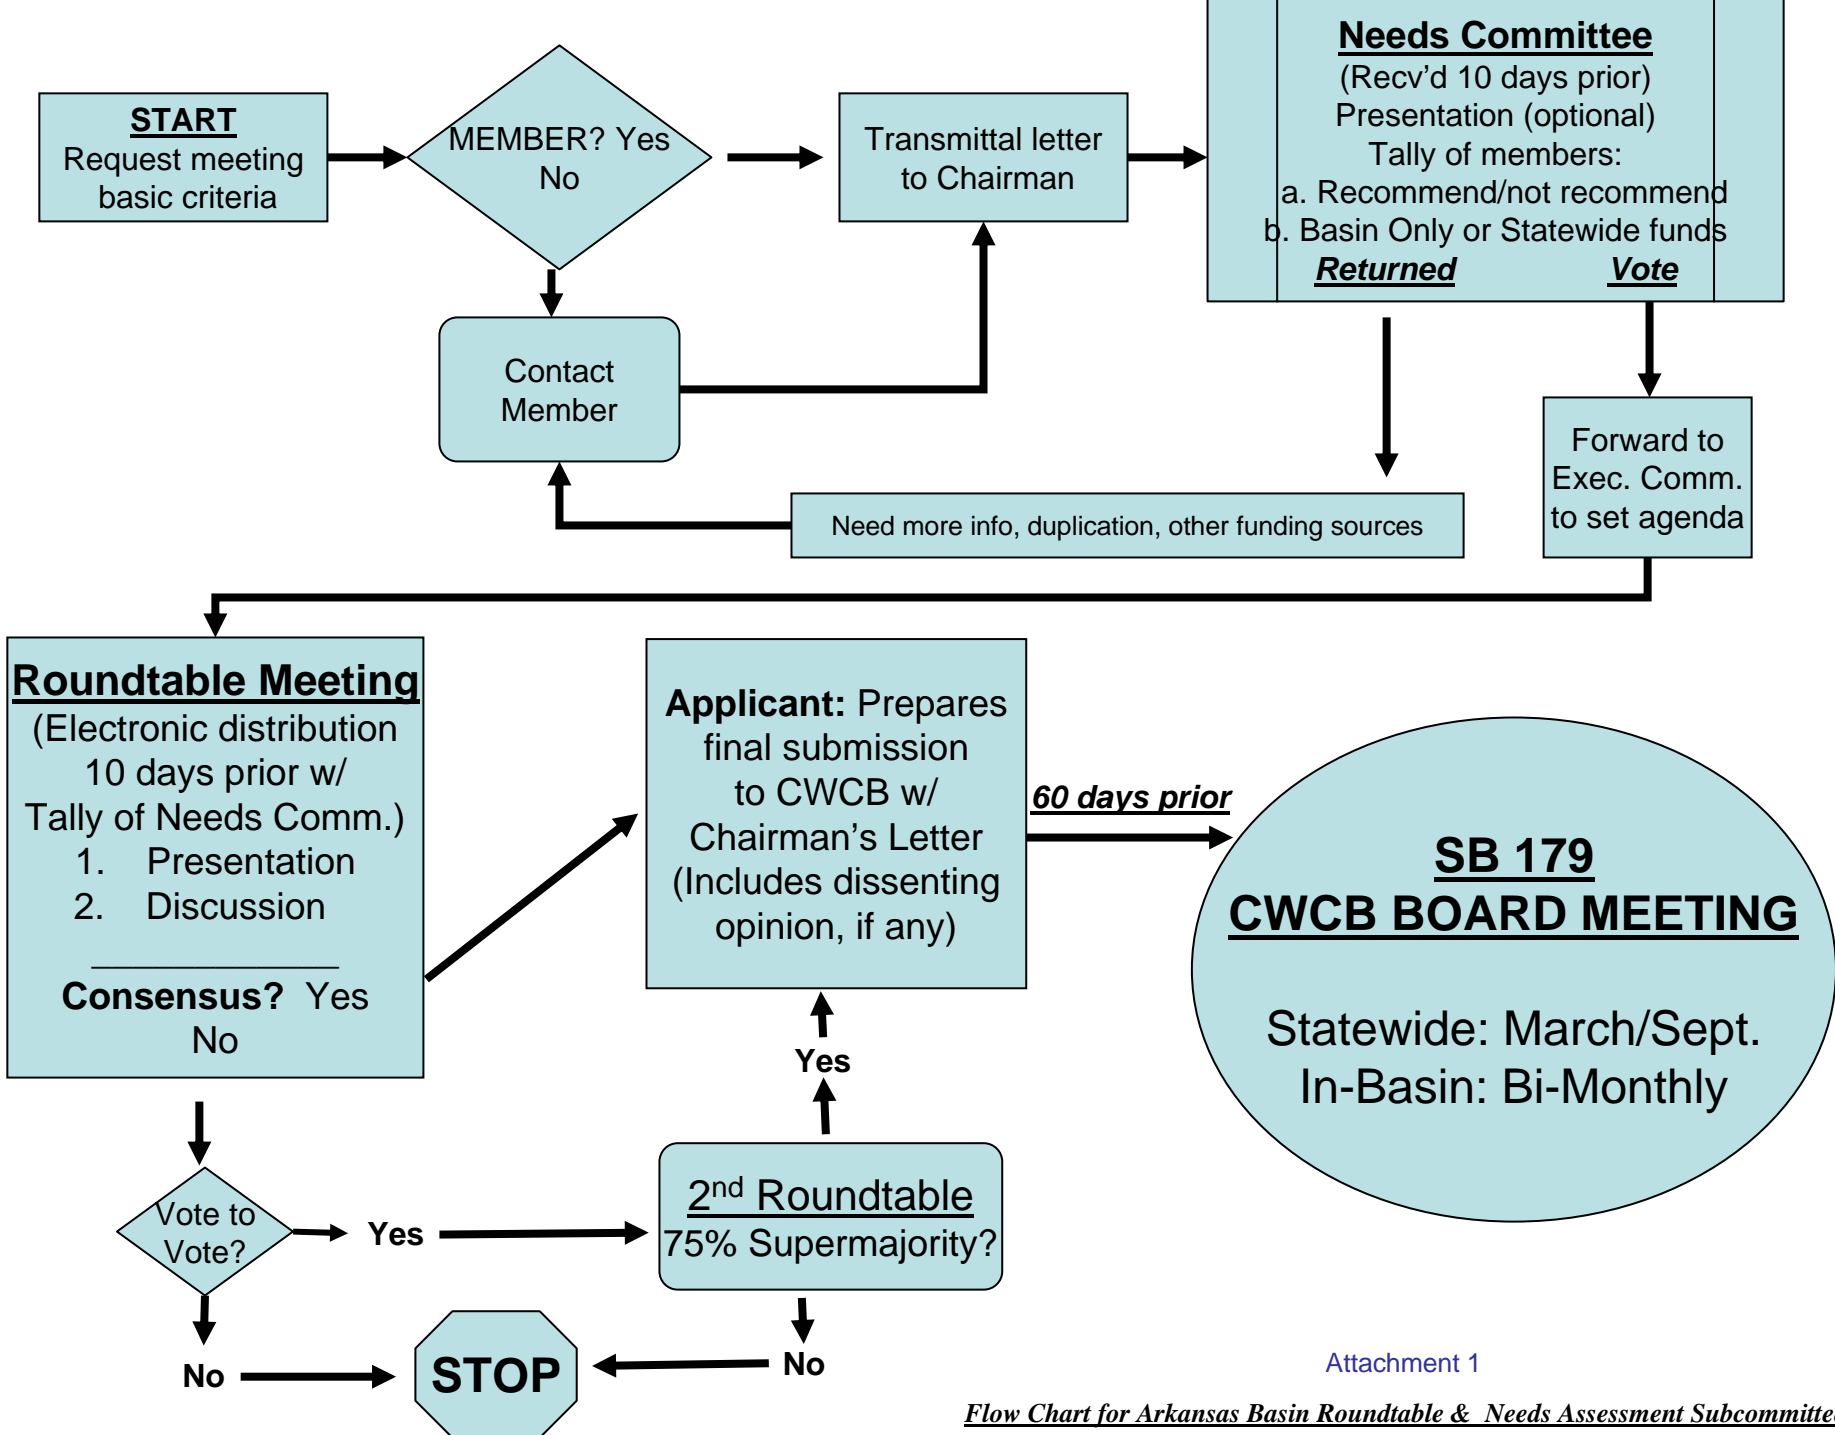 START
Request meeting
basic criteria
MEMBER? Yes
No
Transmittal letter
to Chairman
Needs Committee
(Recv’d 10 days prior)
Presentation (optional)
Tally of members:
a. Recommend/not recommend
b. Basin Only or Statewide funds
Returned Vote
Contact
Member
Forward to
Exec. Comm.
to set agenda
Need more info, duplication, other funding sources
Roundtable Meeting
(Electronic distribution
10 days prior w/
Tally of Needs Comm.)
1. Presentation
2. Discussion
Consensus? Yes
No
Applicant: Prepares
final submission
to CWCB w/
Chairman’s Letter
(Includes dissenting
opinion, if any)
60 days prior
SB 179
CWCB BOARD MEETING
Statewide: March/Sept.
In-Basin: Bi-Monthly
Yes
Vote to
Vote?
Yes
2nd Roundtable
75% Supermajority?
No
STOP
No
Attachment 1
Flow Chart for Arkansas Basin Roundtable & Needs Assessment Subcommittee